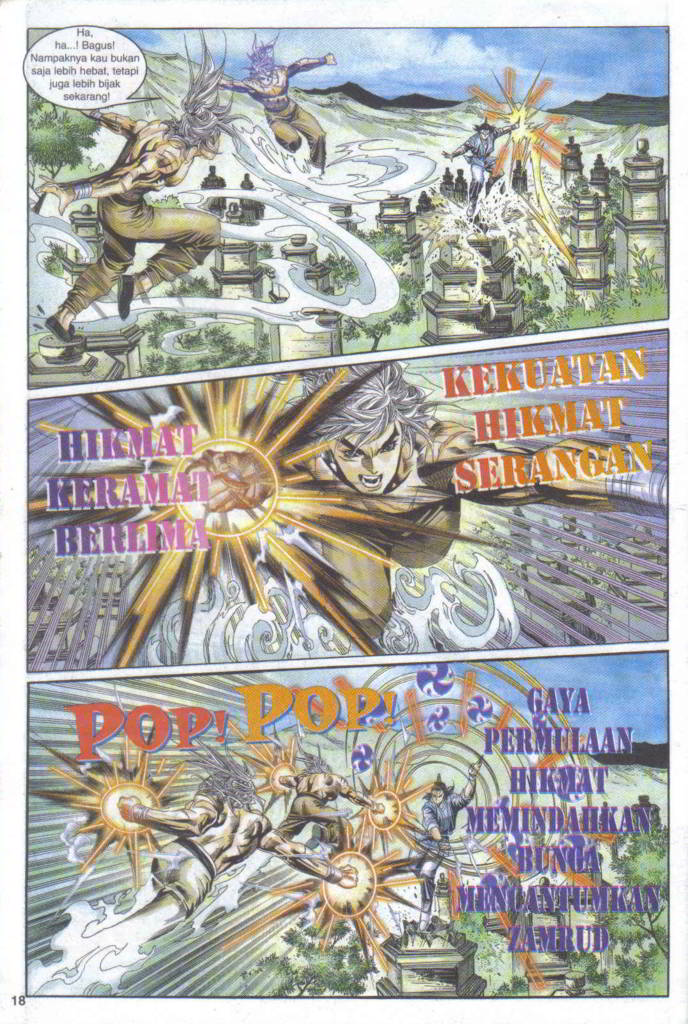 Ha,
ha...! Bagus!
Nampaknya kau bukan
saja lebih hebat, tetapi
juga lebih bijak
sekarang!
HIKMAT
KERAMAT
BERLIMA
KEKUATAN
HIKMAT
SERANGAN
POP! POP!
GAYA
PERMULAAN
HIKMAT
MEMINDAHKAN
BUNGA
MENCANTUMKAN
ZAMRUD
18